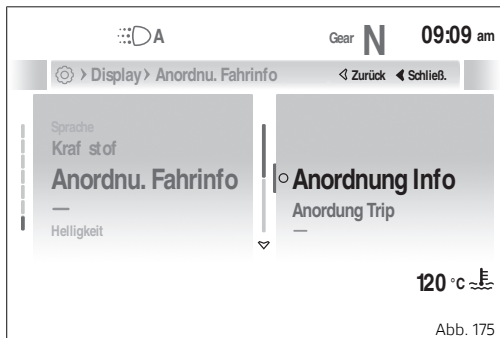 A Gear N 09:09 am
> Display > Anordnu. Fahrinfo Zurück Schließ.
Sprache
Kraf stof
Anordnu. Fahrinfo
—
Helligkeit
Anordnung Info
Anordung Trip
—
120 °C
Abb. 175